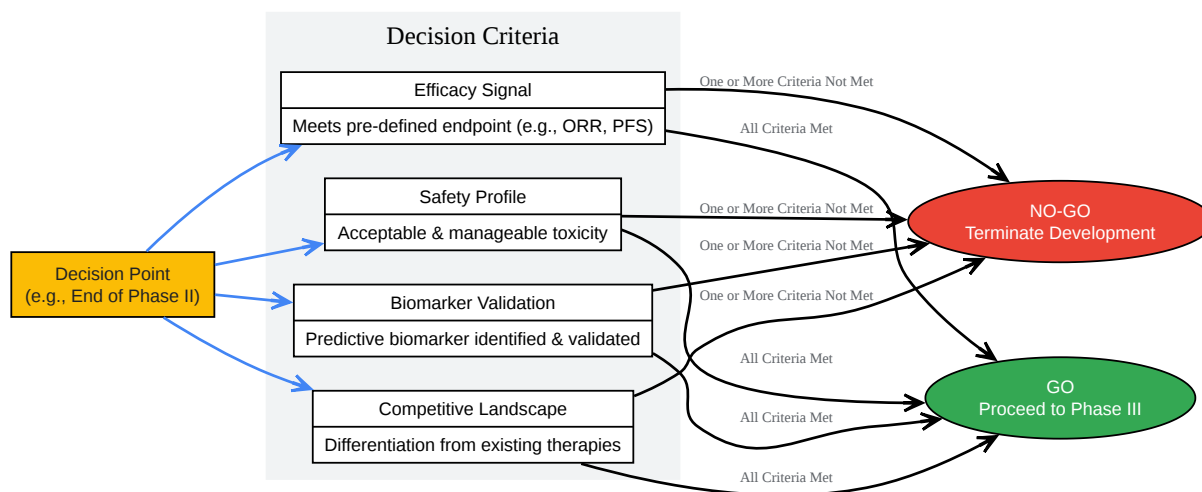 Decision Criteria
Efficacy Signal
Meets pre-defined endpoint (e.g., ORR, PFS)
Safety Profile
Acceptable & manageable toxicity
Decision Point
(e.g., End of Phase II)
Biomarker Validation
Predictive biomarker identified & validated
Competitive Landscape
Differentiation from existing therapies
One or More Criteria Not Met
All Criteria Met
One or More Criteria Not Met
One or More Criteria Not Met
One or More Criteria Not Met
All Criteria Met
All Criteria Met
All Criteria Met
NO-GO
Terminate Development
GO
Proceed to Phase III